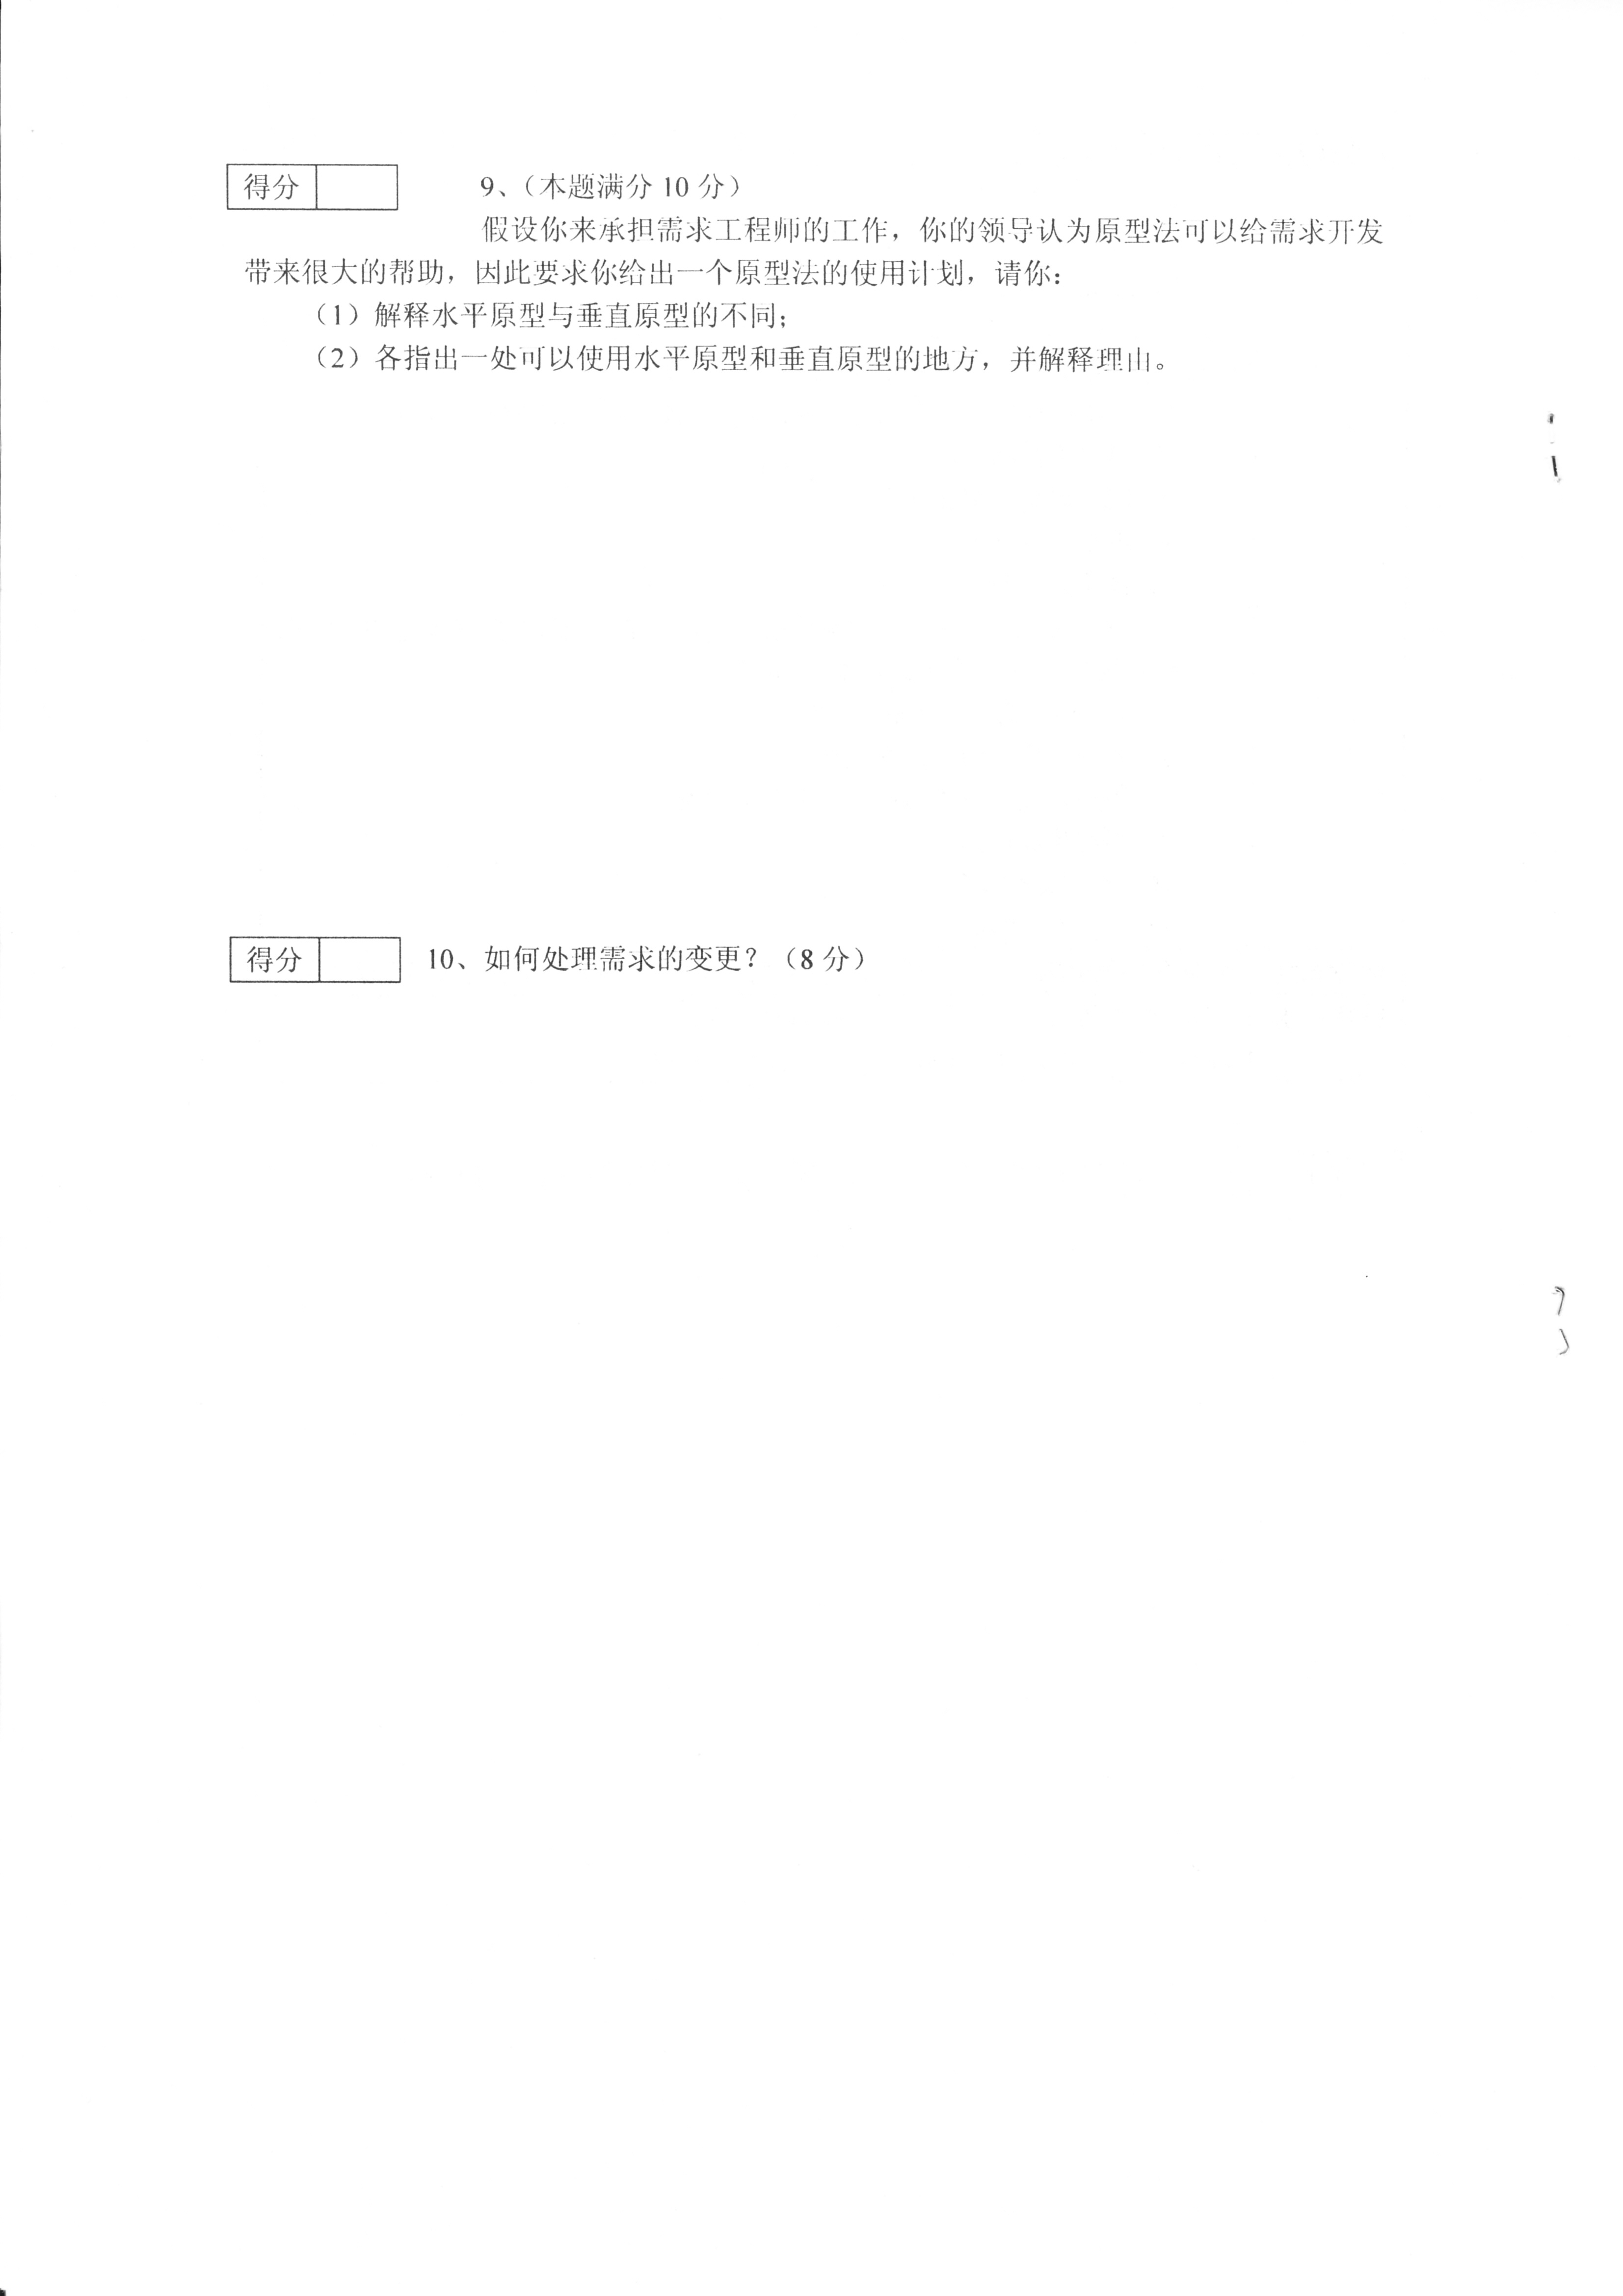 得分
9、（本题满分 10 分）
假设你来承担需求工程师的工作，你的领导认为原型法可以给需求开发
带来很大的帮助，因此要求你给出一个原型法的使用计划，请你：
（1）解释水平原型与垂直原型的不同；
（2）各指出一处可以使用水平原型和垂直原型的地方，并解释理由。
得分
10、如何处理需求的变更？（8 分）